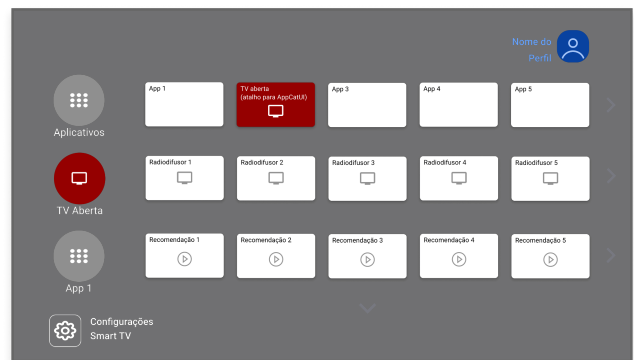 Nome do
Perfil
Aplicativos
App 1
TV aberta
(atalho para AppCatUI)
App 3
App 4
App 5
TV Aberta
Radiodifusor 1
Radiodifusor 2
Radiodifusor 3
Radiodifusor 4
Radiodifusor 5
App 1
Recomendação 1
Recomendação 2
Recomendação 3
Recomendação 4
Recomendação 5
Configurações
Smart TV